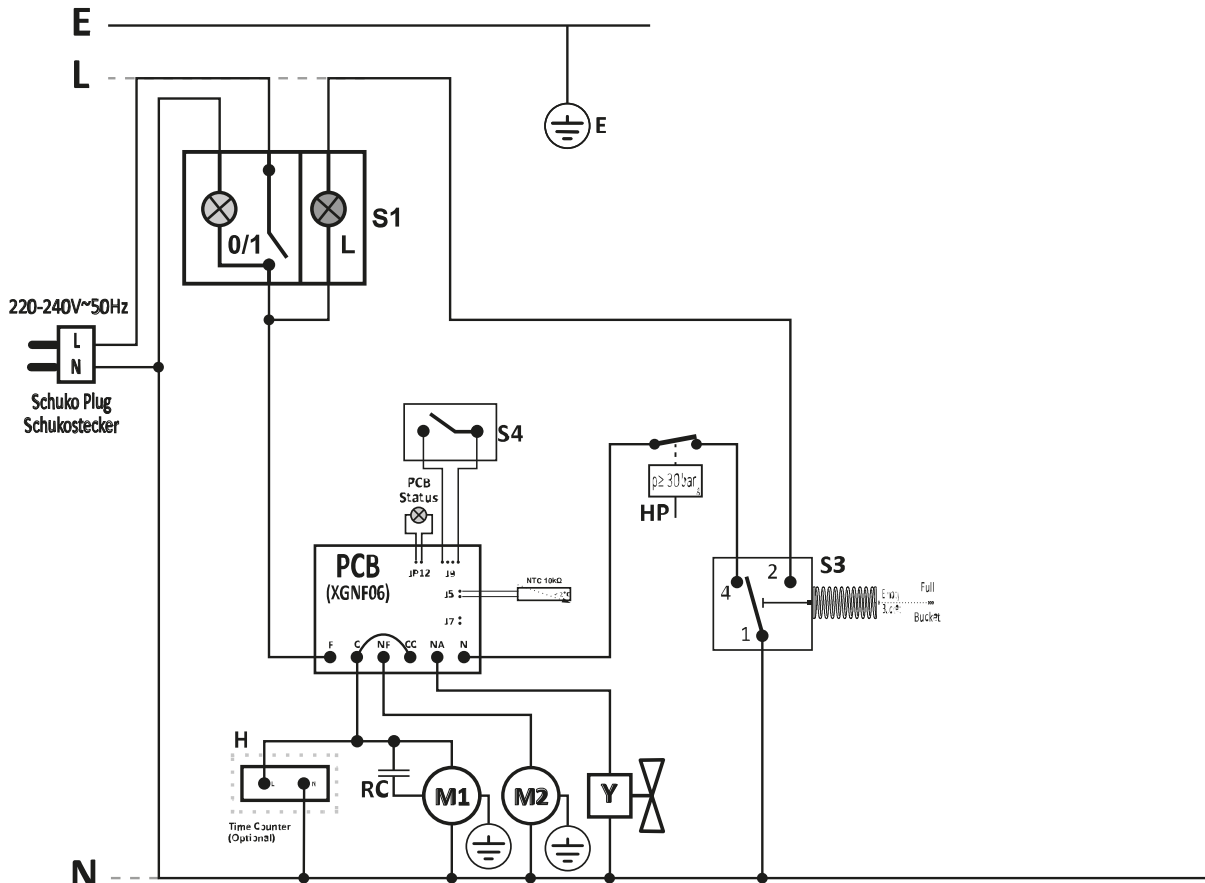 E
L
E
S1
0/1
L
220-240V~50Hz
L
N
Schuko Plug
Schukostecker
S4
PCB
Status
p≥ 30bar
HP
PCB
(XGNF06)
JP12
J9
J5
NTC 10kΩ
J7
F
C
NF
CC
NA
N
S3
4
2
1
Full
Bucket
H
L
N
Time Counter
(Optional)
RC
M1
M2
Y
N